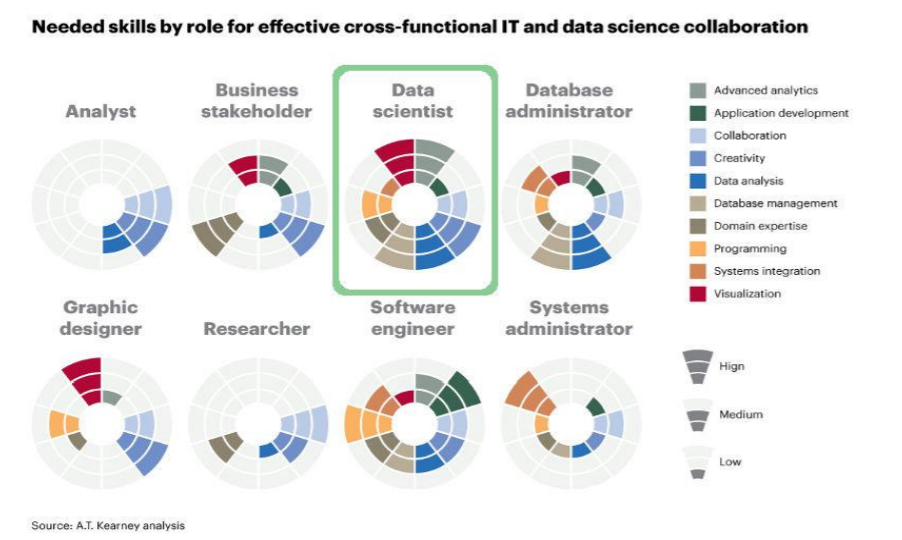 Needed skills by role for effective cross-functional IT and data science collaboration
Analyst
Business
stakeholder
Data
scientist
Database
administrator
Advanced analytics
Application development
Collaboration
Creativity
Data analysis
Database management
Domain expertise
Programming
Systems integration
Visualization
Graphic
designer
Researcher
Software
engineer
Systems
administrator
Hign
Medium
Low
Source: A.T. Kearney analysis